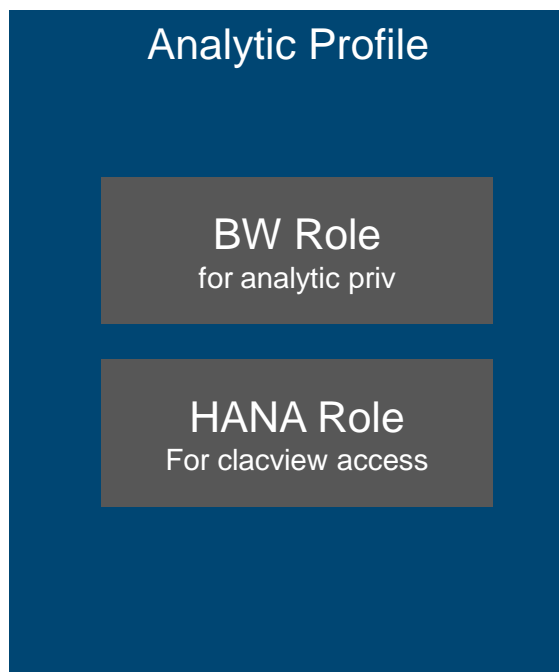 Analytic Profile
BW Role
for analytic priv
HANA Role
For clacview access